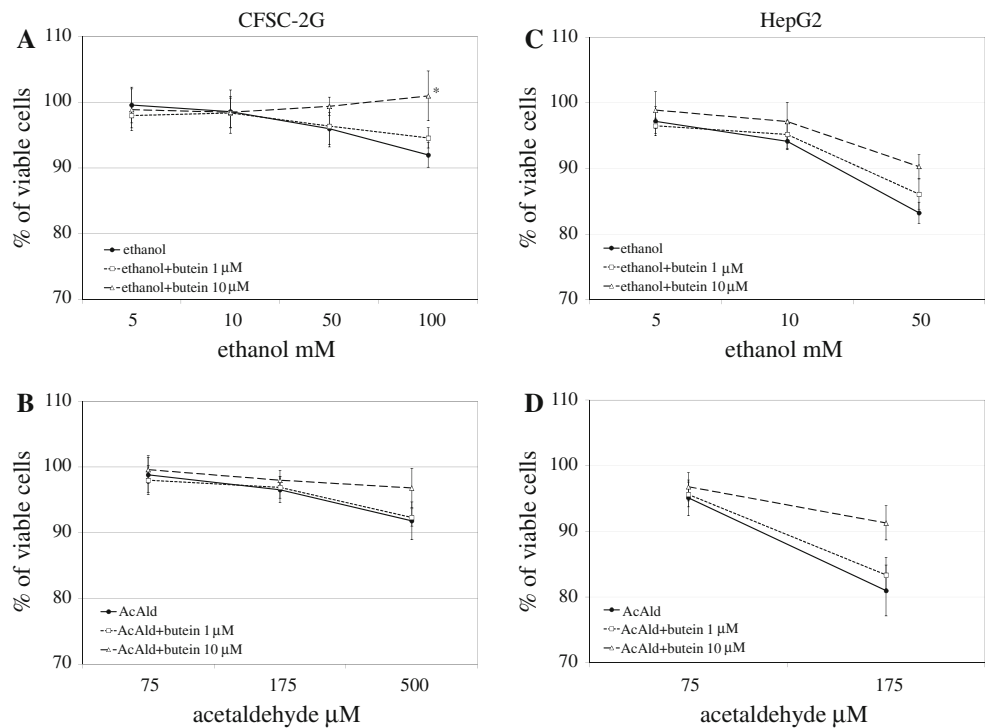 CFSC-2G
A
110
100
90
80
70
% of viable cells
*
ethanol
ethanol+butein 1 μM
ethanol+butein 10 μM
5 10 50 100
ethanol mM
HepG2
C
110
100
90
80
70
% of viable cells
ethanol
ethanol+butein 1 μM
ethanol+butein 10 μM
5 10 50
ethanol mM
B
110
100
90
80
70
% of viable cells
AcAld
AcAld+butein 1 μM
AcAld+butein 10 μM
75 175 500
acetaldehyde μM
D
110
100
90
80
70
% of viable cells
AcAld
AcAld+butein 1 μM
AcAld+butein 10 μM
75 175
acetaldehyde μM